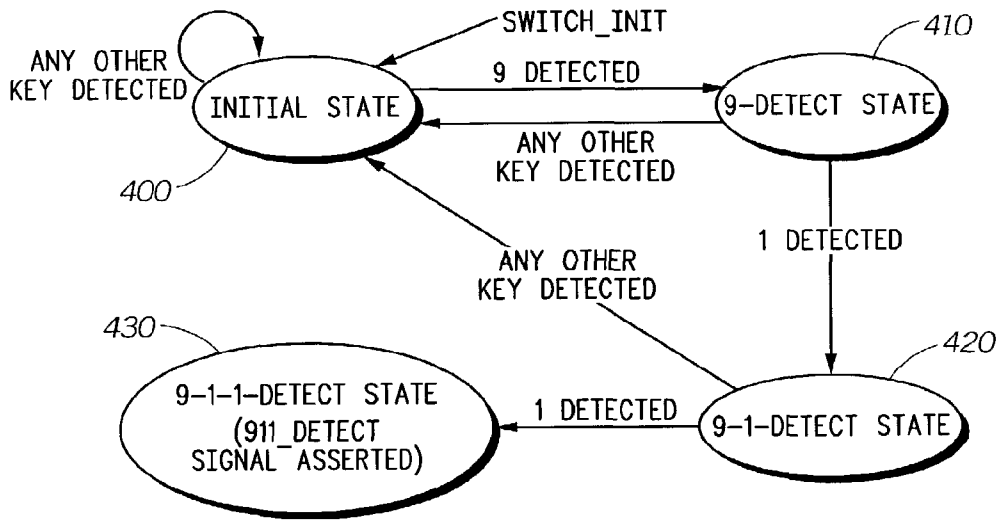 SWITCH_INIT
410
ANY OTHER
KEY DETECTED
9 DETECTED
INITIAL STATE
9-DETECT STATE
ANY OTHER
KEY DETECTED
400
1 DETECTED
ANY OTHER
KEY DETECTED
430
420
9-1-1-DETECT STATE
(911_DETECT
SIGNAL_ASSERTED)
1 DETECTED
9-1-DETECT STATE